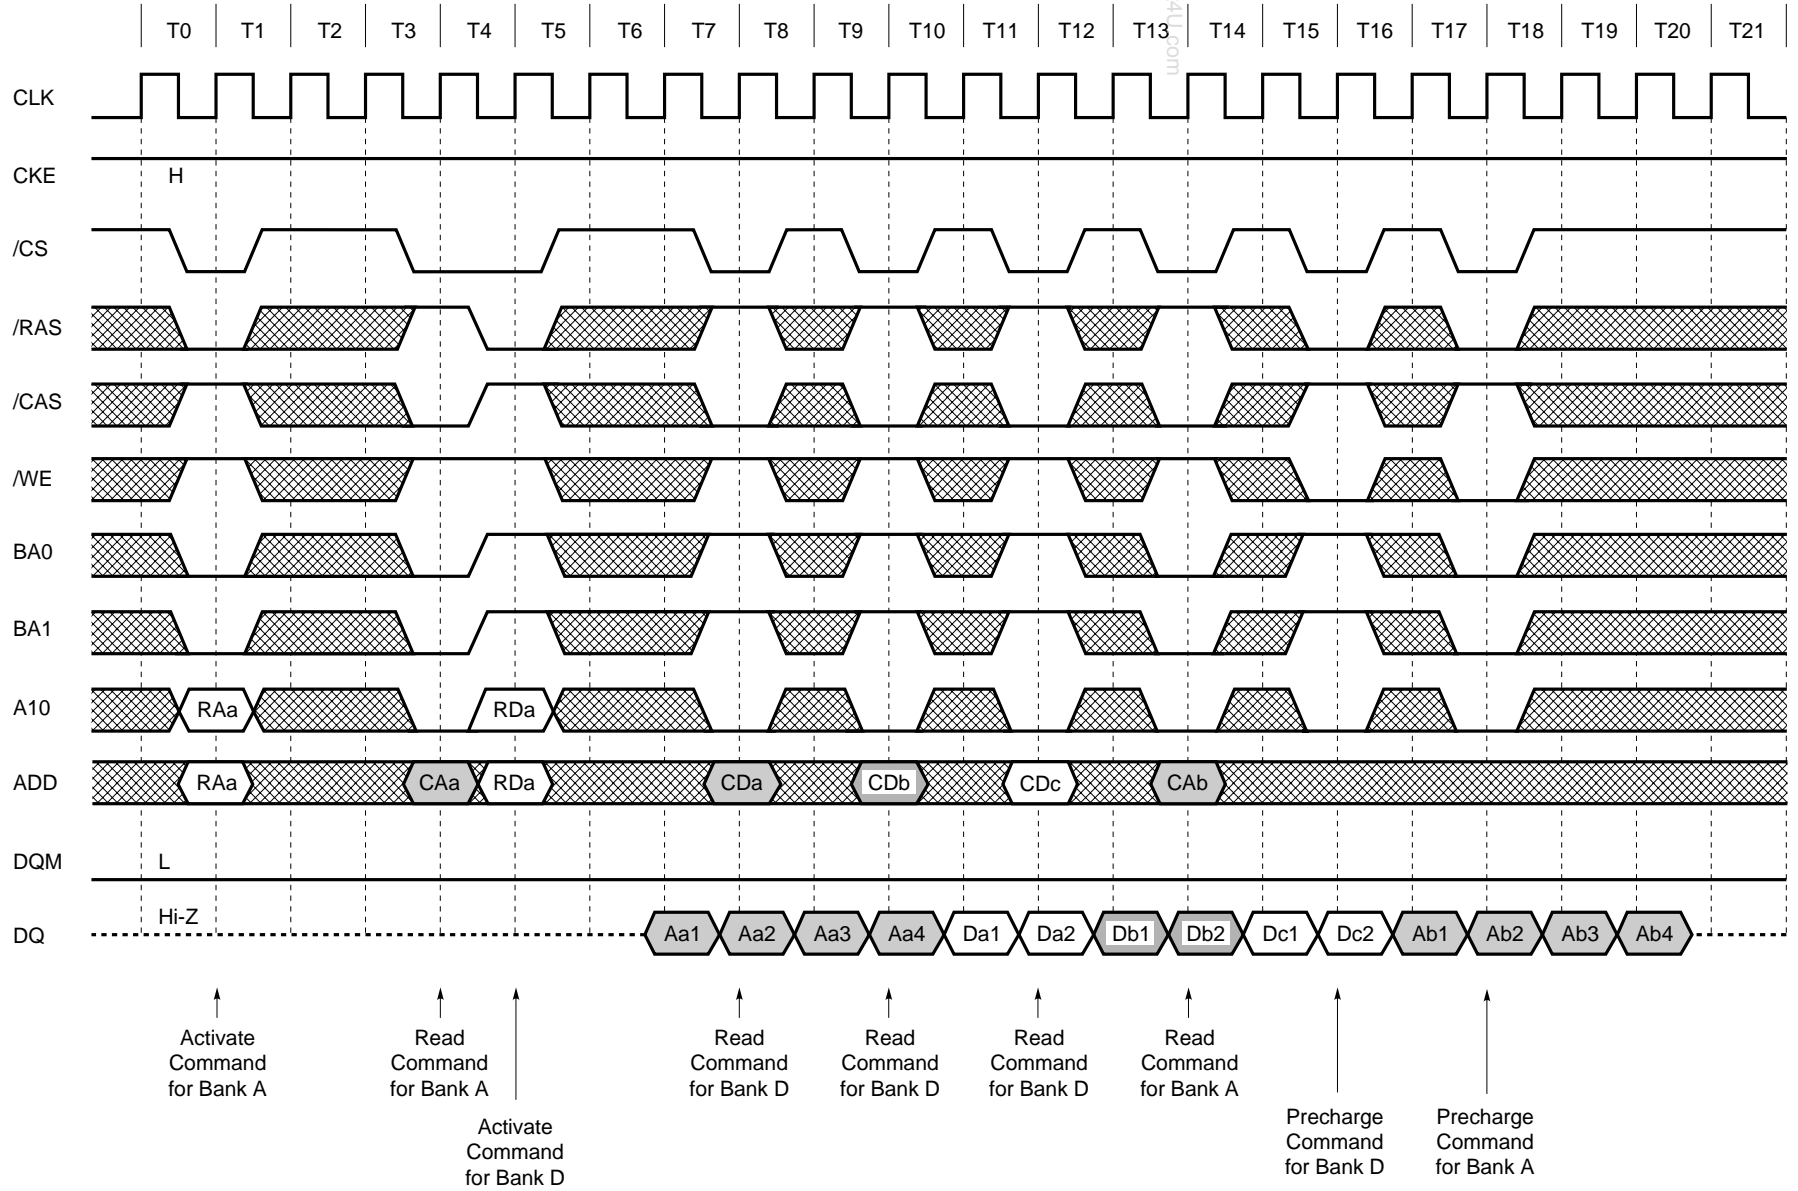 T0 T1 T2 T3 T4 T5 T6 T7 T8 T9 T10 T11 T12 T13 T14 T15 T16 T17 T18 T19 T20 T21
4U.com
CLK
CKE H
/CS
/RAS
/CAS
/WE
BA0
BA1
A10 RAa RDa
ADD RAa CAa RDa CDa CDb CDc CAb
DQM L
Hi-Z
DQ Aa1 Aa2 Aa3 Aa4 Da1 Da2 Db1 Db2 Dc1 Dc2 Ab1 Ab2 Ab3 Ab4
Activate
Command
for Bank A
Read
Command
for Bank A
Activate
Command
for Bank D
Read
Command
for Bank D
Read
Command
for Bank D
Read
Command
for Bank D
Read
Command
for Bank A
Precharge
Command
for Bank D
Precharge
Command
for Bank A